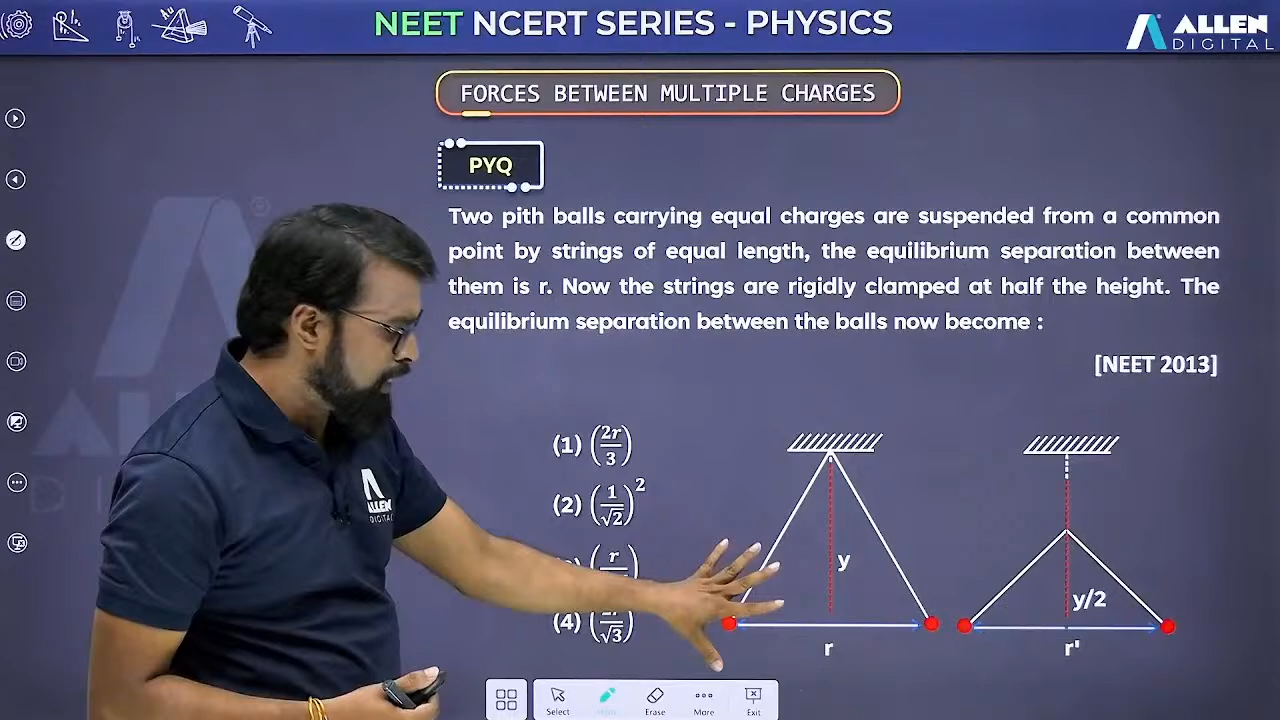 NEET NCERT SERIES - PHYSICS
ALLEN
DIGITAL
FORCES BETWEEN MULTIPLE CHARGES
PYQ
Two pith balls carrying equal charges are suspended from a common
point by strings of equal length, the equilibrium separation between
them is r. Now the strings are rigidly clamped at half the height. The
equilibrium separation between the balls now become :
[NEET 2013]
(1) (2r/3)
(2) (1/√2)²
(r
(4) (/√3)
y
r
y/2
r'
ALLEN
DIGITAL
Select
Erase
More
Exit